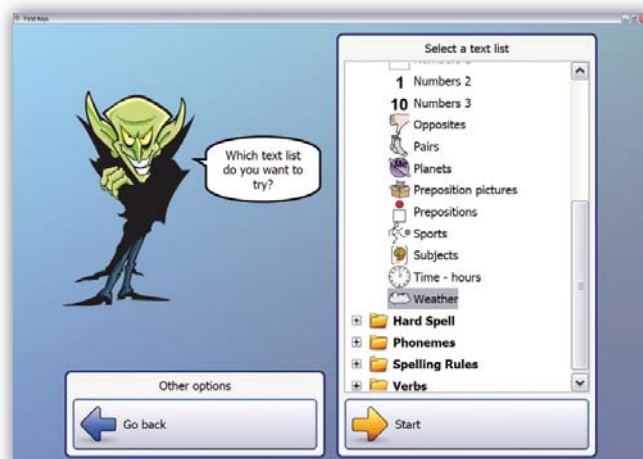 First Keys
Select a text list
Numbers 2
Numbers 3
Opposites
Pairs
Planets
Preposition pictures
Prepositions
Sports
Subjects
Time - hours
Weather
Hard Spell
Phonemes
Spelling Rules
Verbs
Which text list
do you want to
try?
Other options
Go back
Start
1
10
Me